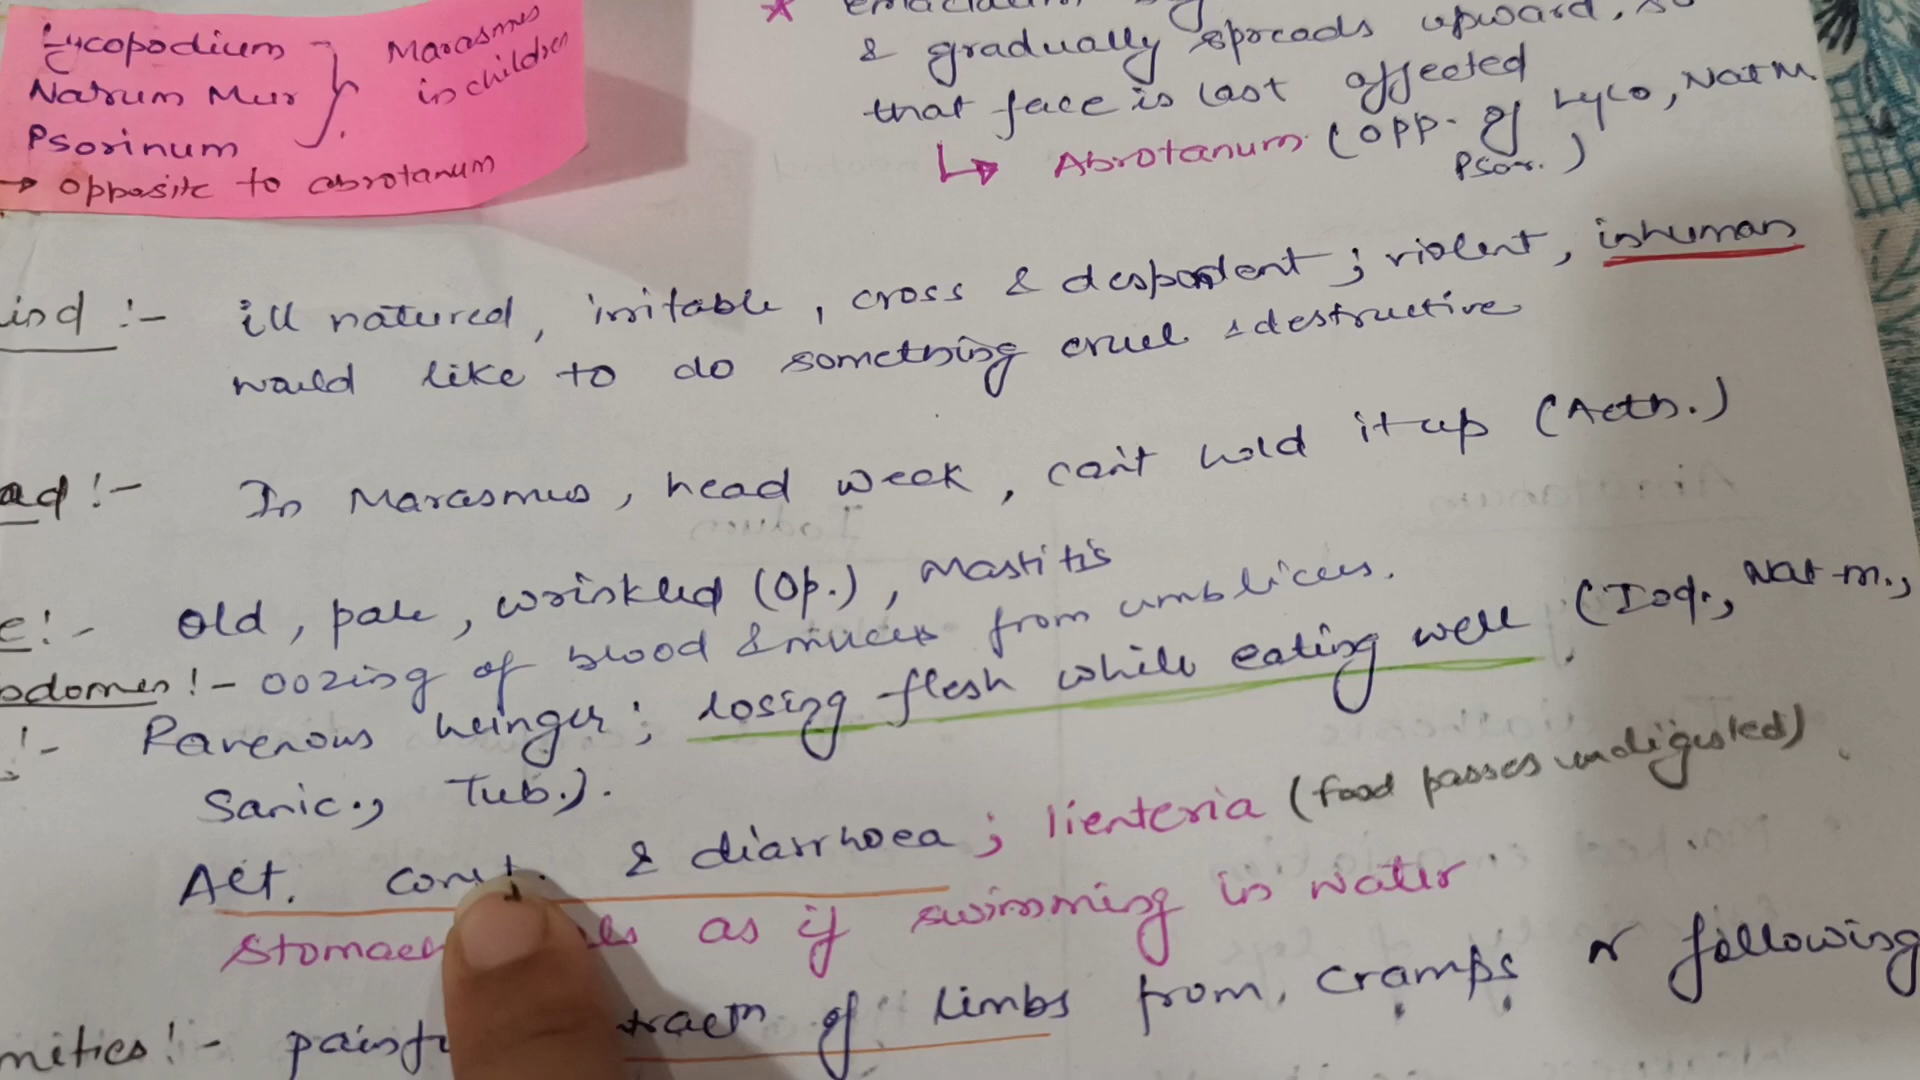 Lycopodium
Natrum Mur
Psorinum
Marasmus
in children
→ opposite to abrotanum
& gradually spreads upward, so
that face is last affected
↳ Abrotanum (opp. of Lyco, Nat M.
Psor.)
ind :- ill natured, irritable, cross & despondent ; violent, inhuman
would like to do something cruel & destructive
ad :- In Marasmus, head weak, can't hold it up (Aeth.)
e :- Old, pale, wrinkled (Op.), Mastitis
bdomen :- oozing of blood & mucus from umblicus.
:- Ravenous hunger; losing flesh while eating well (Iod., Nat-m.,
Sanic., Tub.).
Alt. const. & diarrhoea ; lienteria (food passes undigested)
as if swimming in water
mities :- of limbs from cramps or following